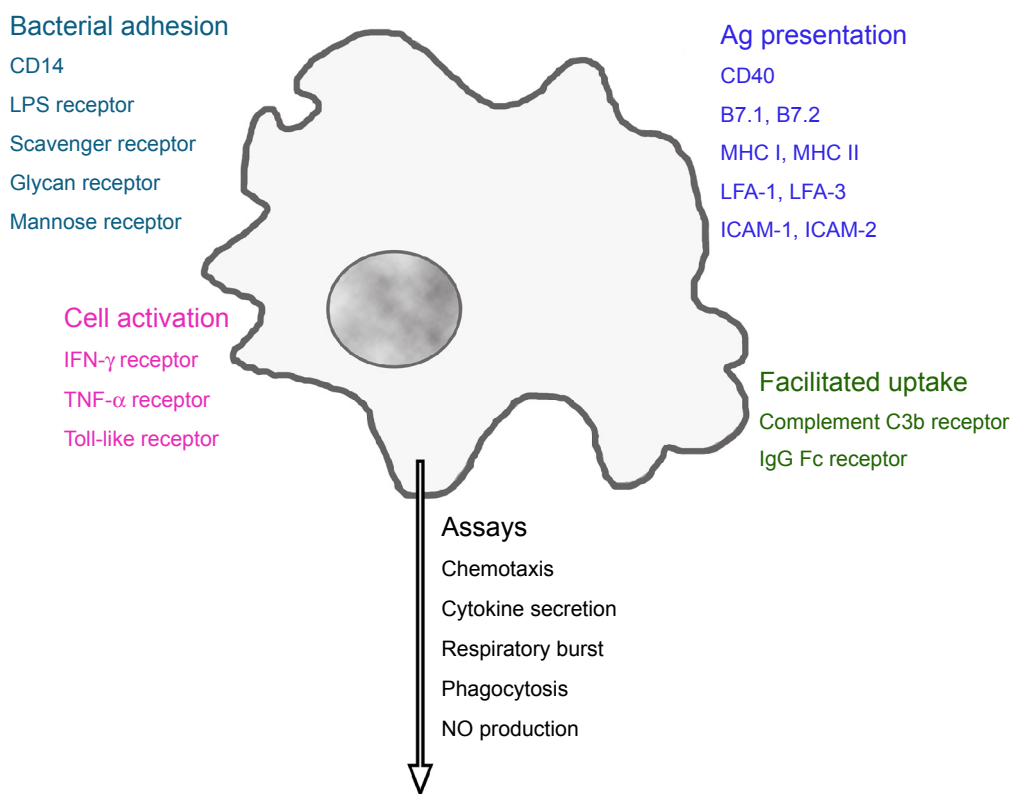 Bacterial adhesion
CD14
LPS receptor
Scavenger receptor
Glycan receptor
Mannose receptor
Ag presentation
CD40
B7.1, B7.2
MHC I, MHC II
LFA-1, LFA-3
ICAM-1, ICAM-2
Cell activation
IFN-γ receptor
TNF-α receptor
Toll-like receptor
Facilitated uptake
Complement C3b receptor
IgG Fc receptor
Assays
Chemotaxis
Cytokine secretion
Respiratory burst
Phagocytosis
NO production